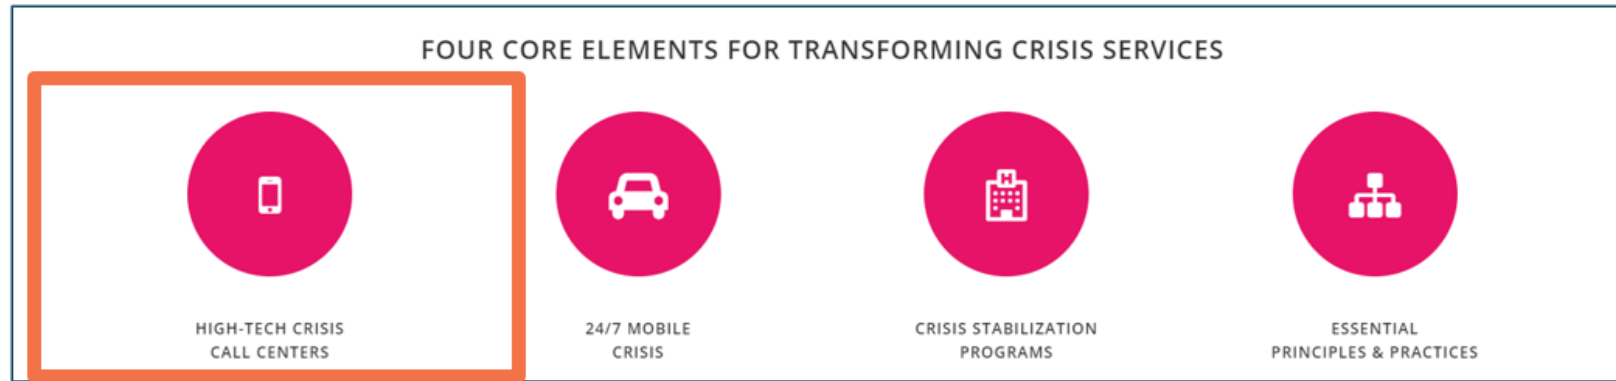 FOUR CORE ELEMENTS FOR TRANSFORMING CRISIS SERVICES
H
HIGH-TECH CRISIS
CALL CENTERS
24/7 MOBILE
CRISIS
CRISIS STABILIZATION
PROGRAMS
ESSENTIAL
PRINCIPLES & PRACTICES